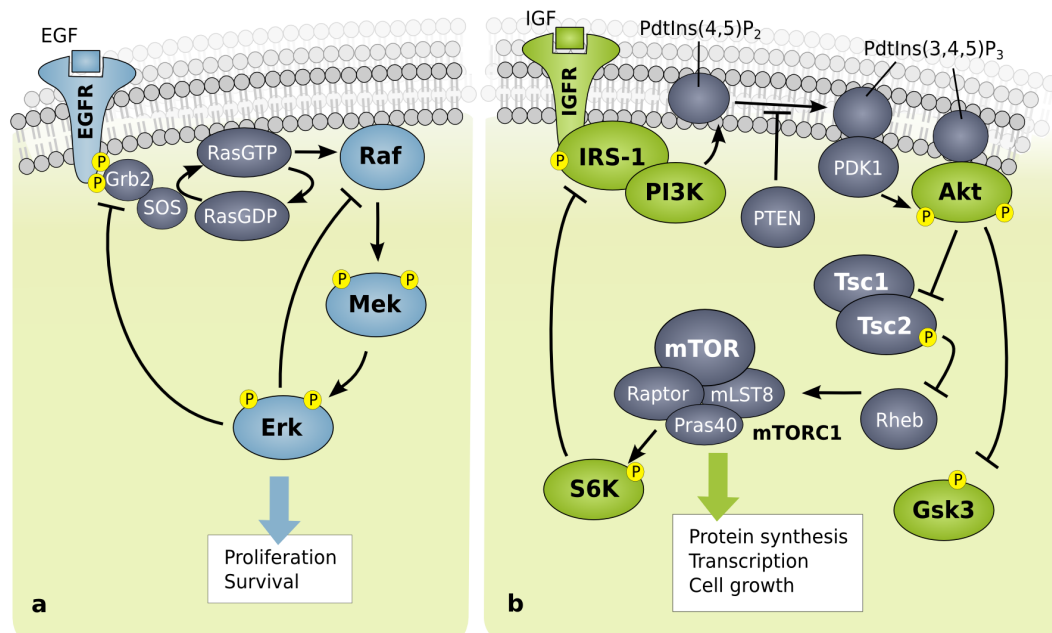 EGF
EGFR
P
P
Grb2
SOS
RasGTP
RasGDP
Raf
P
P
Mek
P
P
Erk
Proliferation
Survival
a
IGF
IGFR
P
IRS-1
PI3K
PdtIns(4,5)P₂
PdtIns(3,4,5)P₃
PTEN
PDK1
Akt
P
P
Tsc1
Tsc2
P
Rheb
mTOR
Raptor
mLST8
Pras40
mTORC1
S6K
P
P
Gsk3
Protein synthesis
Transcription
Cell growth
b